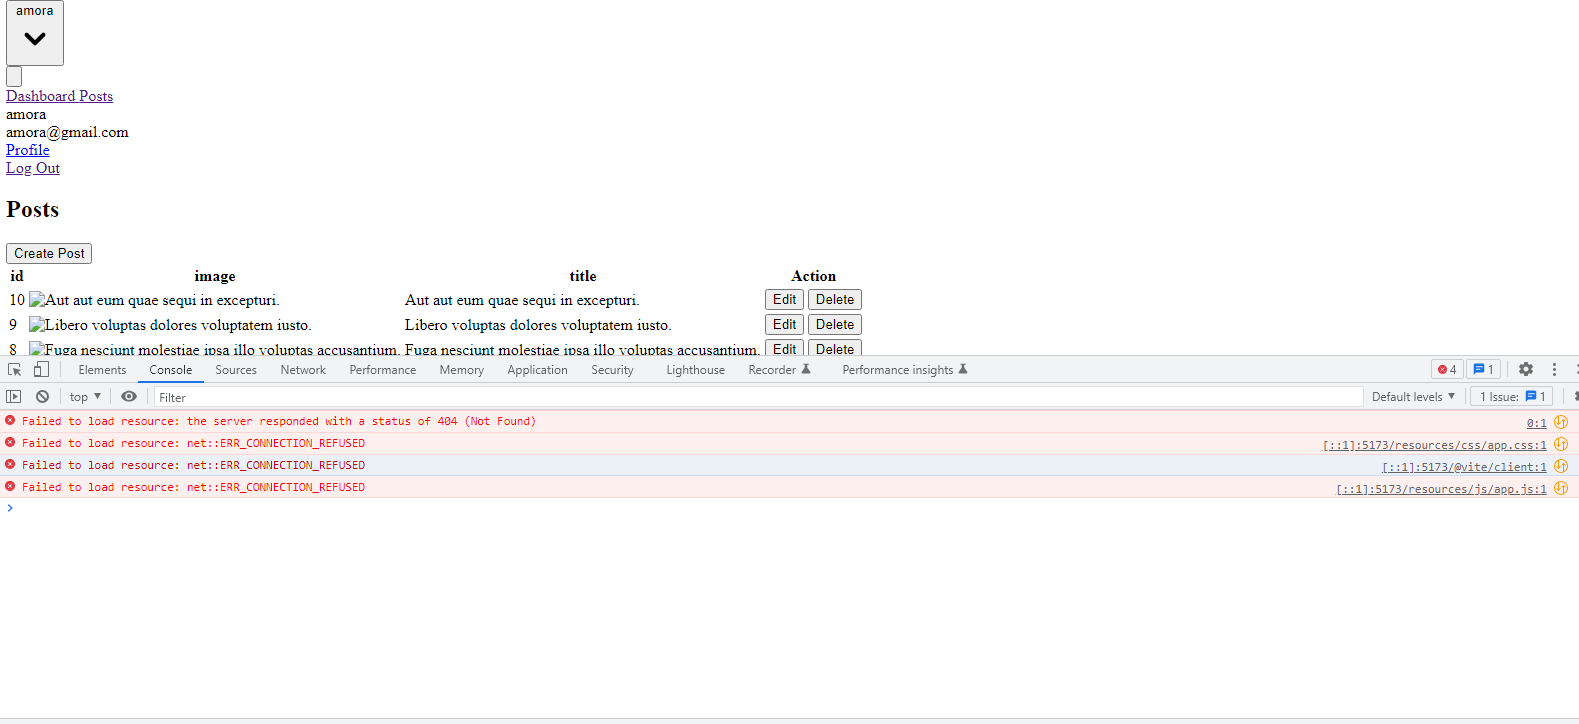 amora
Dashboard Posts
amora
amora@gmail.com
Profile
Log Out
Posts
Create Post
id image title Action
10 Aut aut eum quae sequi in excepturi. Aut aut eum quae sequi in excepturi. Edit Delete
9 Libero voluptas dolores voluptatem iusto. Libero voluptas dolores voluptatem iusto. Edit Delete
8 Fuga nesciunt molestiae ipsa illo voluptas accusantium. Fuga nesciunt molestiae ipsa illo voluptas accusantium. Edit Delete
Elements Console Sources Network Performance Memory Application Security Lighthouse Recorder Performance insights 4 1
top Filter Default levels 1 Issue: 1
Failed to load resource: the server responded with a status of 404 (Not Found) 0:1
Failed to load resource: net::ERR_CONNECTION_REFUSED [::1]:5173/resources/css/app.css:1
Failed to load resource: net::ERR_CONNECTION_REFUSED [::1]:5173/@vite/client:1
Failed to load resource: net::ERR_CONNECTION_REFUSED [::1]:5173/resources/js/app.js:1